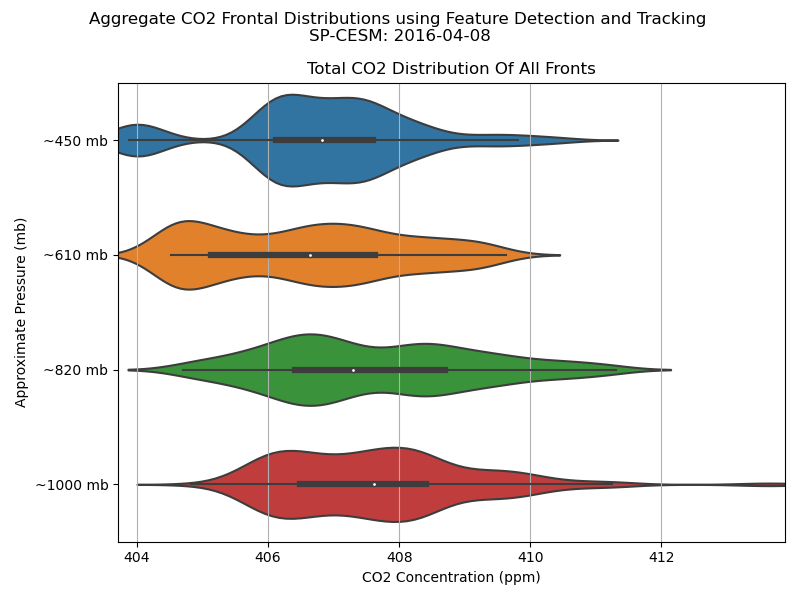 Aggregate CO2 Frontal Distributions using Feature Detection and Tracking
SP-CESM: 2016-04-08
Total CO2 Distribution Of All Fronts
~450 mb
~610 mb
~820 mb
~1000 mb
Approximate Pressure (mb)
404 406 408 410 412
CO2 Concentration (ppm)